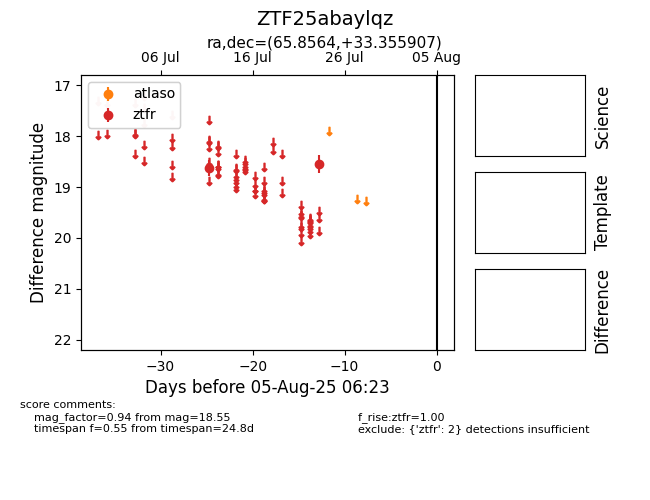 ZTF25abaylqz
ra,dec=(65.8564,+33.355907)
06 Jul
16 Jul
26 Jul
05 Aug
atlaso
ztfr
17
18
19
20
21
22
Difference magnitude
−30
−20
−10
0
Days before 05-Aug-25 06:23
Science
Template
Difference
score comments:
mag_factor=0.94 from mag=18.55
timespan f=0.55 from timespan=24.8d
f_rise:ztfr=1.00
exclude: {'ztfr': 2} detections insufficient